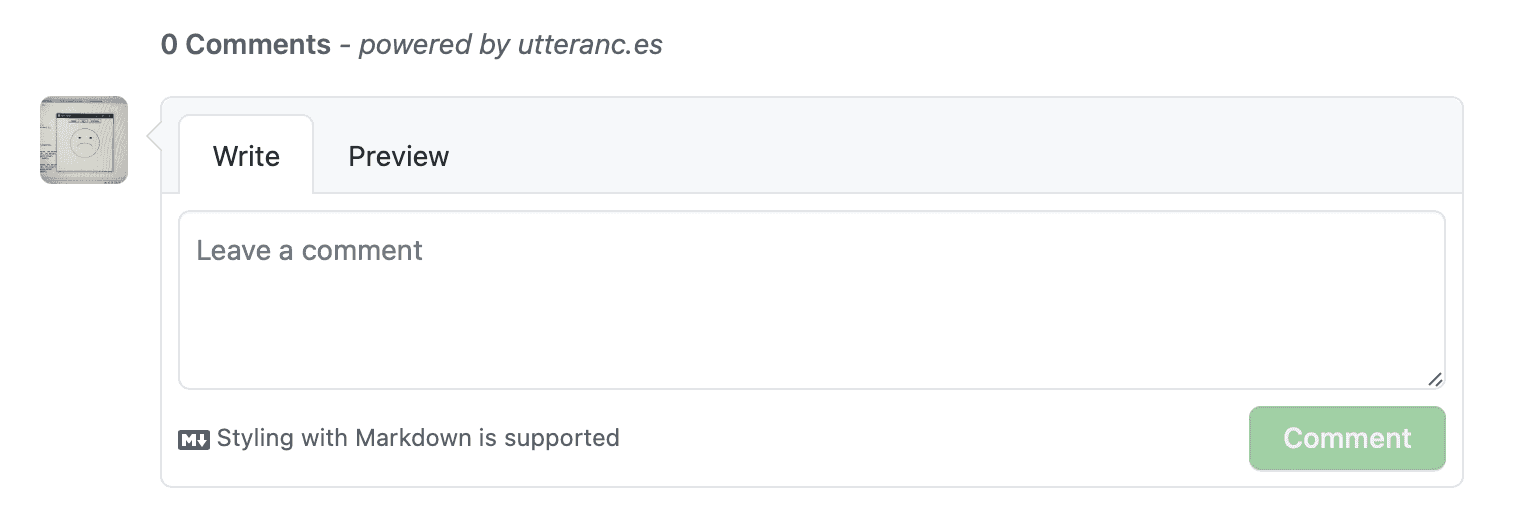 0 Comments - powered by utteranc.es
Write Preview
Leave a comment
M Styling with Markdown is supported
Comment